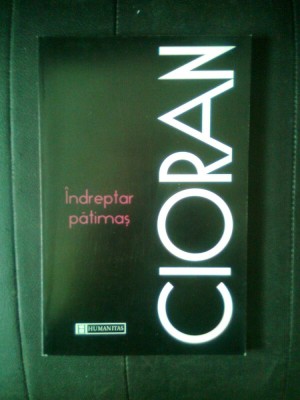 CIORAN
Îndreptar
pătimaș
H HUMANITAS